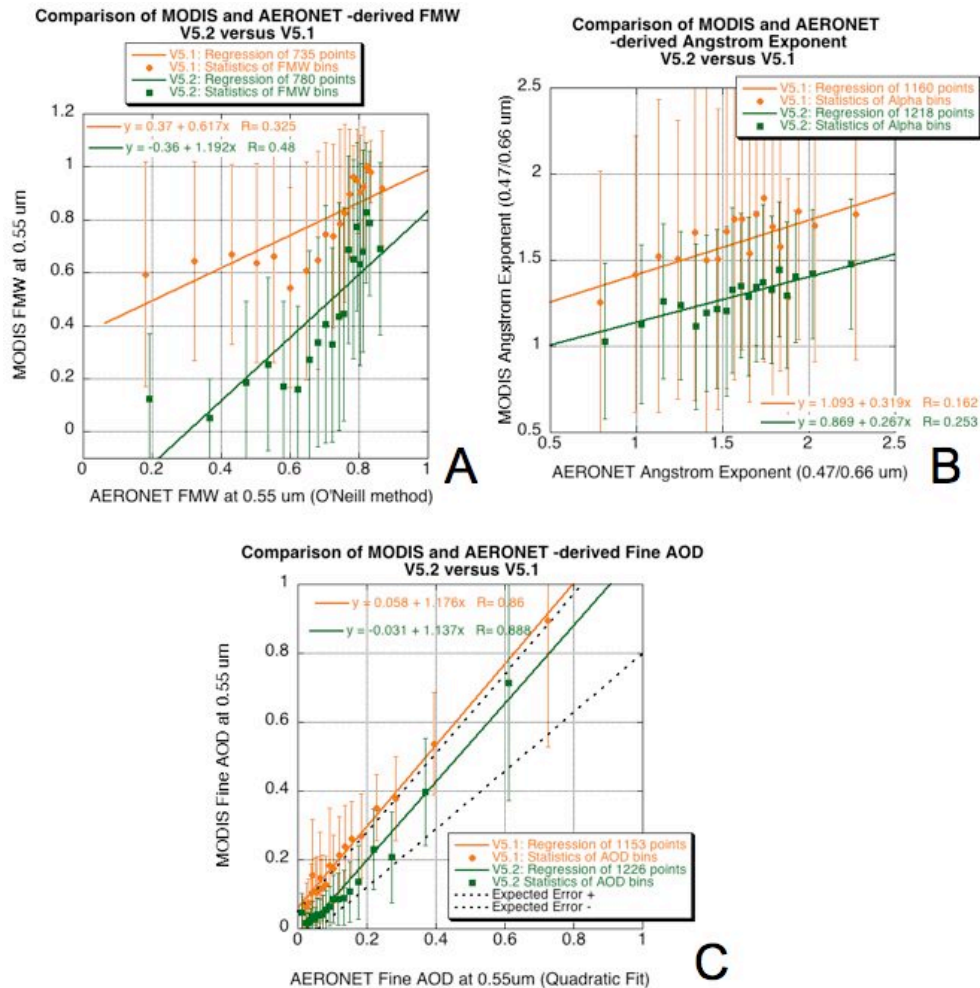 Comparison of MODIS and AERONET -derived FMW
V5.2 versus V5.1
V5.1: Regression of 735 points
V5.1: Statistics of FMW bins
V5.2: Regression of 780 points
V5.2: Statistics of FMW bins
y = 0.37 + 0.617x R= 0.325
y = -0.36 + 1.192x R= 0.48
1.2
1
0.8
0.6
0.4
0.2
0
0 0.2 0.4 0.6 0.8 1
MODIS FMW at 0.55 um
AERONET FMW at 0.55 um (O'Neill method)
A
Comparison of MODIS and AERONET
-derived Angstrom Exponent
V5.2 versus V5.1
V5.1: Regression of 1160 points
V5.1: Statistics of Alpha bins
V5.2: Regression of 1218 points
V5.2: Statistics of Alpha bins
2.5
2
1.5
1
0.5
y = 1.093 + 0.319x R= 0.162
y = 0.869 + 0.267x R= 0.253
0.5 1 1.5 2 2.5
MODIS Angstrom Exponent (0.47/0.66 um)
AERONET Angstrom Exponent (0.47/0.66 um)
B
Comparison of MODIS and AERONET -derived Fine AOD
V5.2 versus V5.1
y = 0.058 + 1.176x R= 0.86
y = -0.031 + 1.137x R= 0.888
1
0.8
0.6
0.4
0.2
0
V5.1: Regression of 1153 points
V5.1: Statistics of AOD bins
V5.2: Regression of 1226 points
V5.2 Statistics of AOD bins
Expected Error +
Expected Error -
0 0.2 0.4 0.6 0.8 1
MODIS Fine AOD at 0.55 um
AERONET Fine AOD at 0.55um (Quadratic Fit)
C